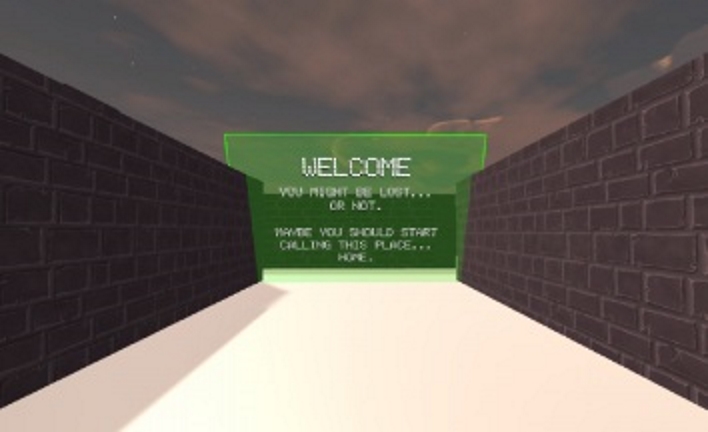 WELCOME
YOU MIGHT BE LOST...
OR NOT.
MAYBE YOU SHOULD START
CALLING THIS PLACE...
HOME.